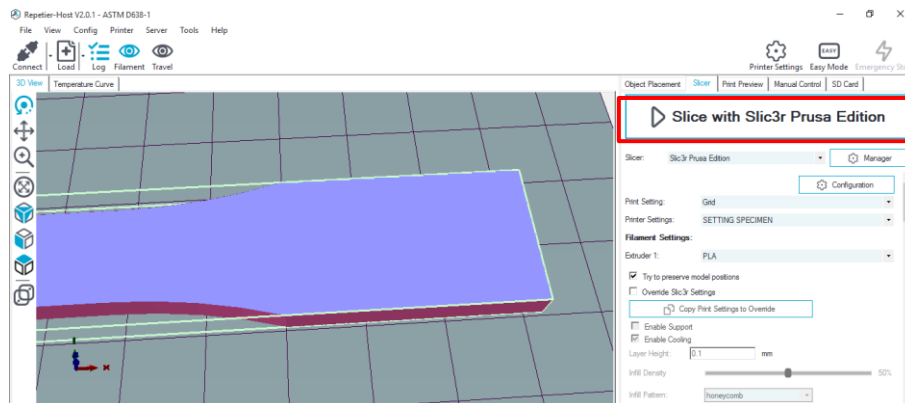 Repetier-Host V2.0.1 - ASTM D638-1
File View Config Printer Server Tools Help
Connect Load Log Filament Travel Printer Settings Easy Mode Emergency St
EASY
3D View Temperature Curve Object Placement Slicer Print Preview Manual Control SD Card
Slice with Slic3r Prusa Edition
Slicer: Slic3r Prusa Edition Manager
Configuration
Print Setting: Grid
Printer Settings: SETTING SPECIMEN
Filament Settings:
Extruder 1: PLA
Try to preserve model positions
Override Slic3r Settings
Copy Print Settings to Override
Enable Support
Enable Cooling
Layer Height: 0.1 mm
Infill Density 50%
Infill Pattern: honeycomb
X